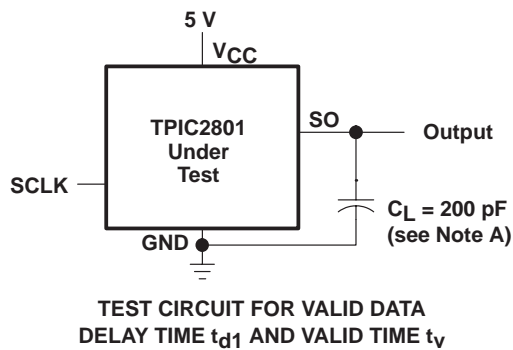 5 V
VCC
TPIC2801
Under
Test
SO
Output
SCLK
CL = 200 pF
(see Note A)
GND
TEST CIRCUIT FOR VALID DATA
DELAY TIME td1 AND VALID TIME tv